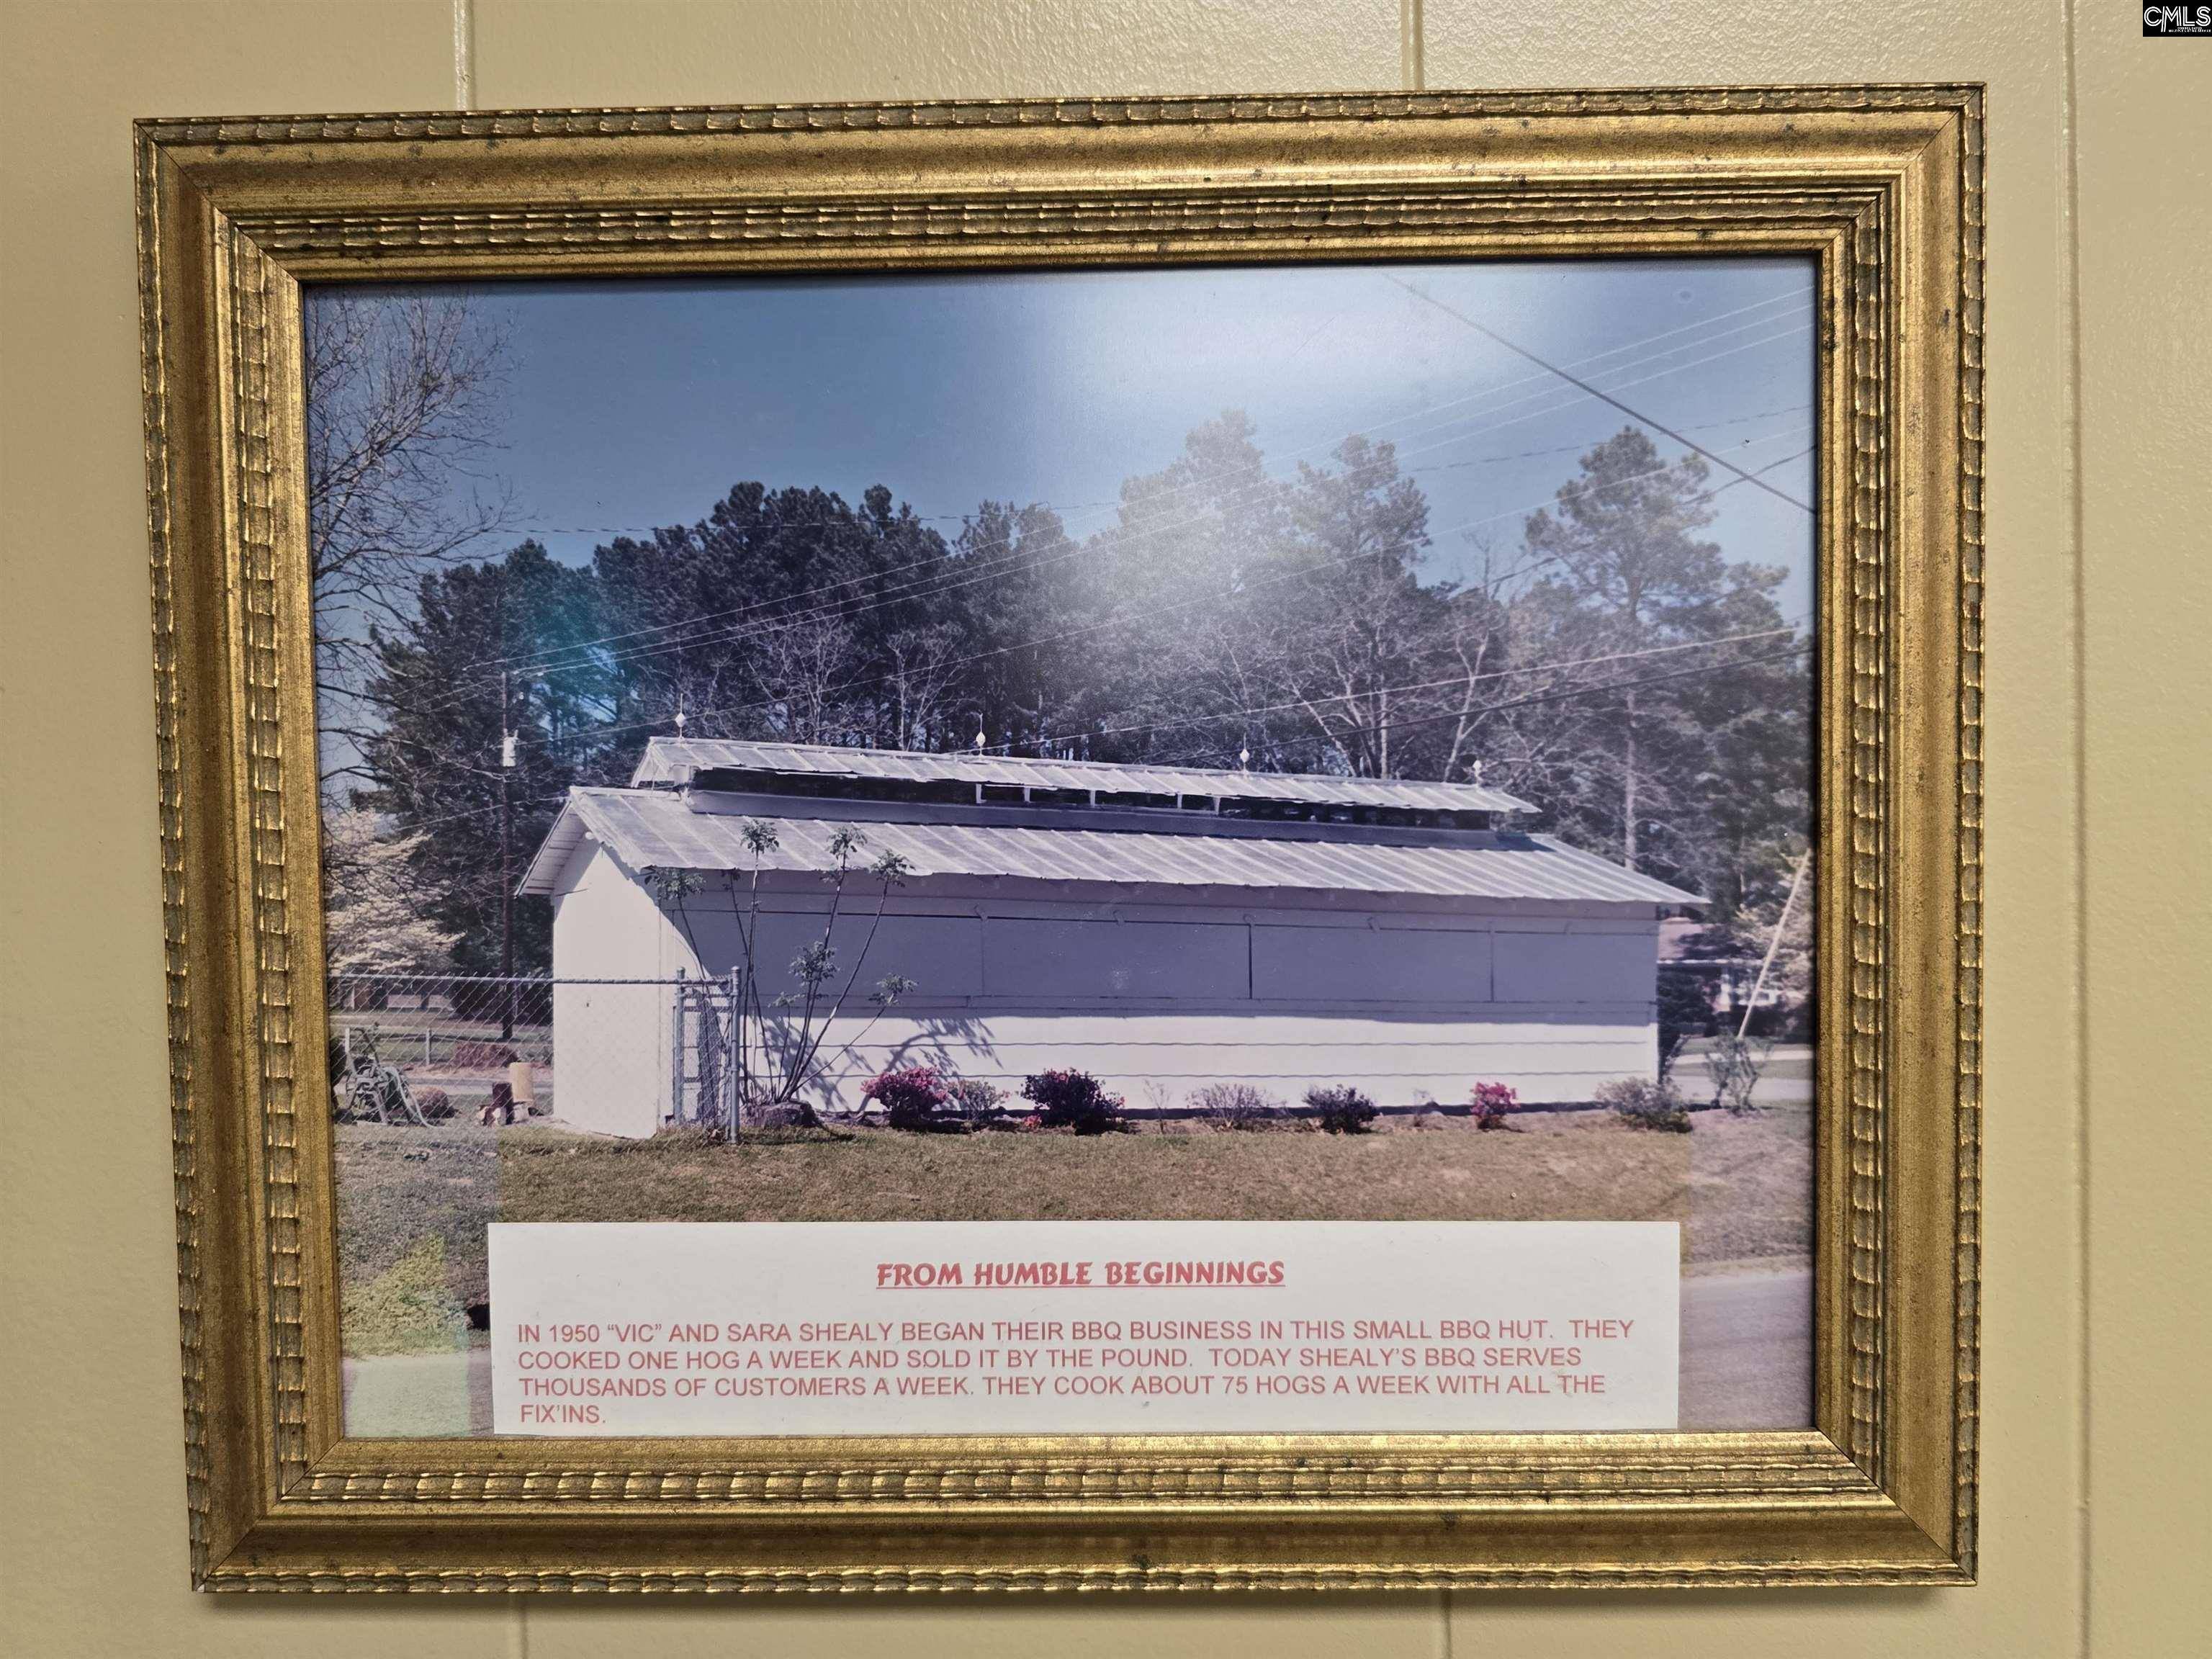 CMLS
FROM HUMBLE BEGINNINGS
IN 1950 “VIC” AND SARA SHEALY BEGAN THEIR BBQ BUSINESS IN THIS SMALL BBQ HUT. THEY
COOKED ONE HOG A WEEK AND SOLD IT BY THE POUND. TODAY SHEALY’S BBQ SERVES
THOUSANDS OF CUSTOMERS A WEEK. THEY COOK ABOUT 75 HOGS A WEEK WITH ALL THE
FIX’INS.